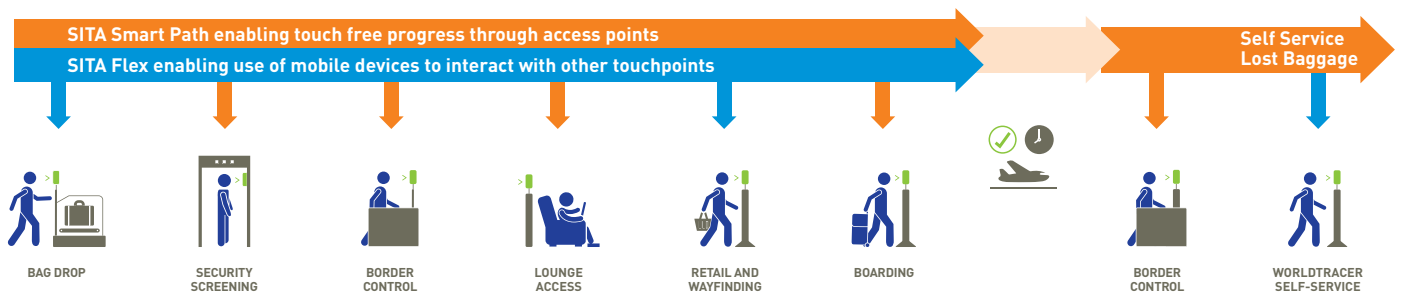 SITA Smart Path enabling touch free progress through access points
SITA Flex enabling use of mobile devices to interact with other touchpoints
Self Service
Lost Baggage
BAG DROP
SECURITY
SCREENING
BORDER
CONTROL
LOUNGE
ACCESS
RETAIL AND
WAYFINDING
BOARDING
BORDER
CONTROL
WORLDTRACER
SELF-SERVICE